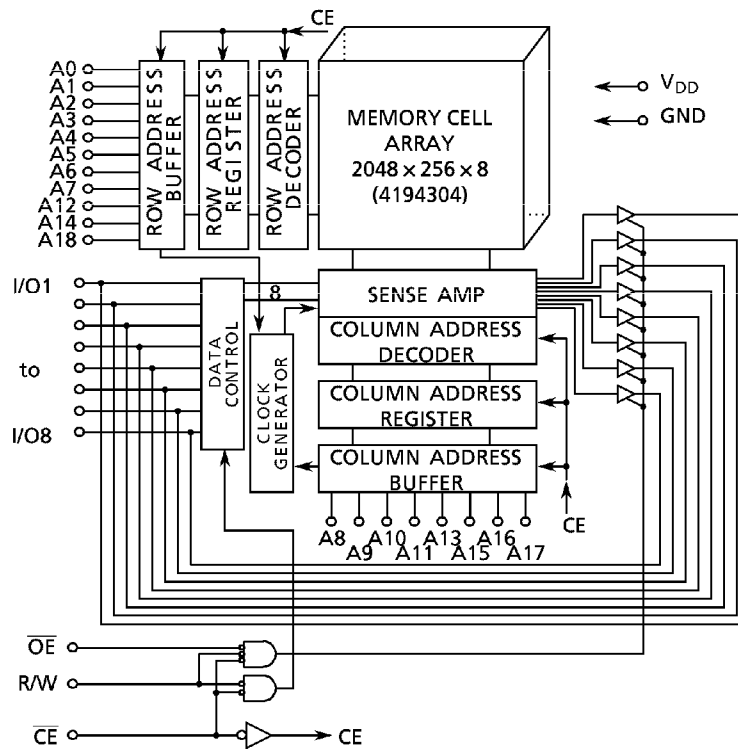 CE
A0
A1
A2
A3
A4
A5
A6
A7
A12
A14
A18
ROW ADDRESS
BUFFER
ROW ADDRESS
REGISTER
ROW ADDRESS
DECODER
MEMORY CELL
ARRAY
2048 × 256 × 8
(4194304)
VDD
GND
I/O1
to
I/O8
DATA
CONTROL
8
CLOCK
GENERATOR
SENSE AMP
COLUMN ADDRESS
DECODER
COLUMN ADDRESS
REGISTER
COLUMN ADDRESS
BUFFER
CE
A8 A10 A13 A16
A9 A11 A15 A17
O̅E̅
R/W
C̅E̅
CE